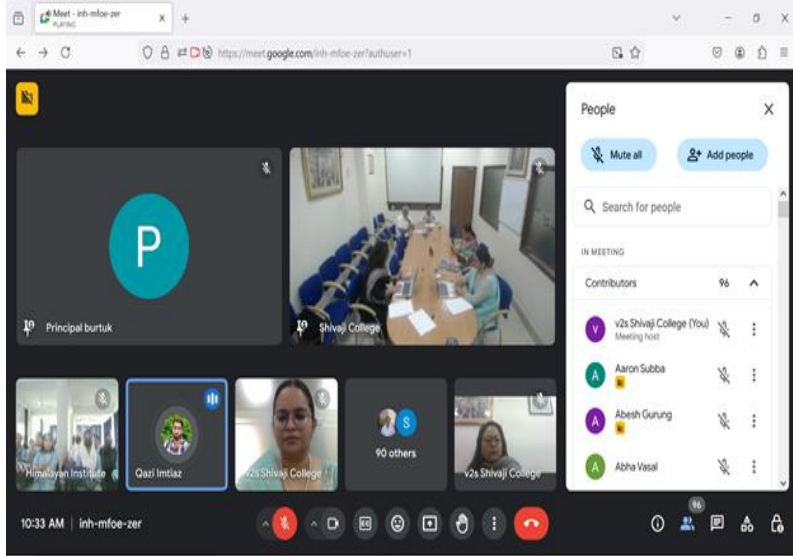 Meet - inh-mfoe-zer
PLAYING
https://meet.google.com/inh-mfoe-zer?authuser=1
P
Principal burtuk
Shivaji College
Himalayan Institute
Qazi Imtiaz
v2s Shivaji College
S
90 others
v2s Shivaji College
People
Mute all
Add people
Search for people
IN MEETING
Contributors 96
V
v2s Shivaji College (You)
Meeting host
A
Aaron Subba
A
Abesh Gurung
A
Abha Vasal
10:33 AM | inh-mfoe-zer
CC
96